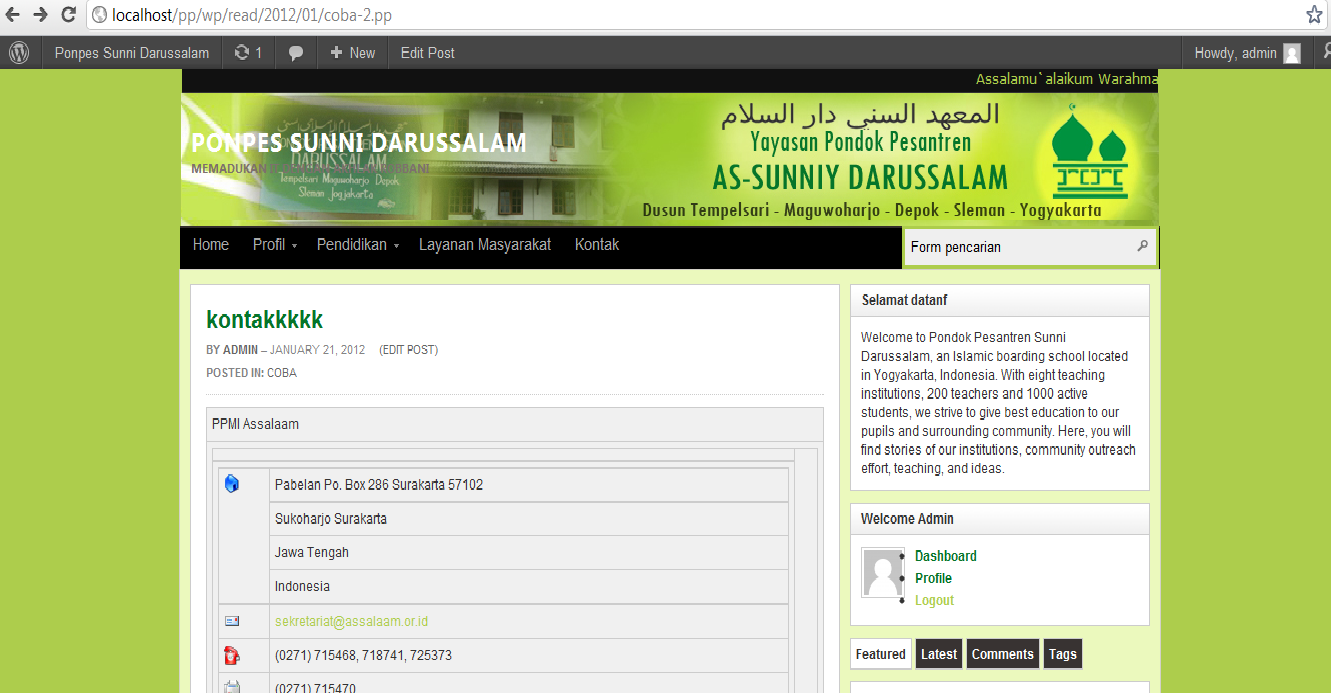 localhost/pp/wp/read/2012/01/coba-2.pp
Ponpes Sunni Darussalam 1 New Edit Post Howdy, admin
Assalamu`alaikum Warahma
المعهد السني دار السلام
PONPES SUNNI DARUSSALAM
Yayasan Pondok Pesantren
DARUSSALAM
MEMADUKAN
AS-SUNNIY DARUSSALAM
Tempelsari Maguwoharjo Depok
Sleman Jogjakarta
Dusun Tempelsari - Maguwoharjo - Depok - Sleman - Yogyakarta
Home Profil Pendidikan Layanan Masyarakat Kontak
Form pencarian
kontakkkkk
BY ADMIN – JANUARY 21, 2012 (EDIT POST)
POSTED IN: COBA
PPMI Assalaam
Pabelan Po. Box 286 Surakarta 57102
Sukoharjo Surakarta
Jawa Tengah
Indonesia
sekretariat@assalaam.or.id
(0271) 715468, 718741, 725373
(0271) 715470
Selamat datanf
Welcome to Pondok Pesantren Sunni
Darussalam, an Islamic boarding school located
in Yogyakarta, Indonesia. With eight teaching
institutions, 200 teachers and 1000 active
students, we strive to give best education to our
pupils and surrounding community. Here, you will
find stories of our institutions, community outreach
effort, teaching, and ideas.
Welcome Admin
Dashboard
Profile
Logout
Featured Latest Comments Tags